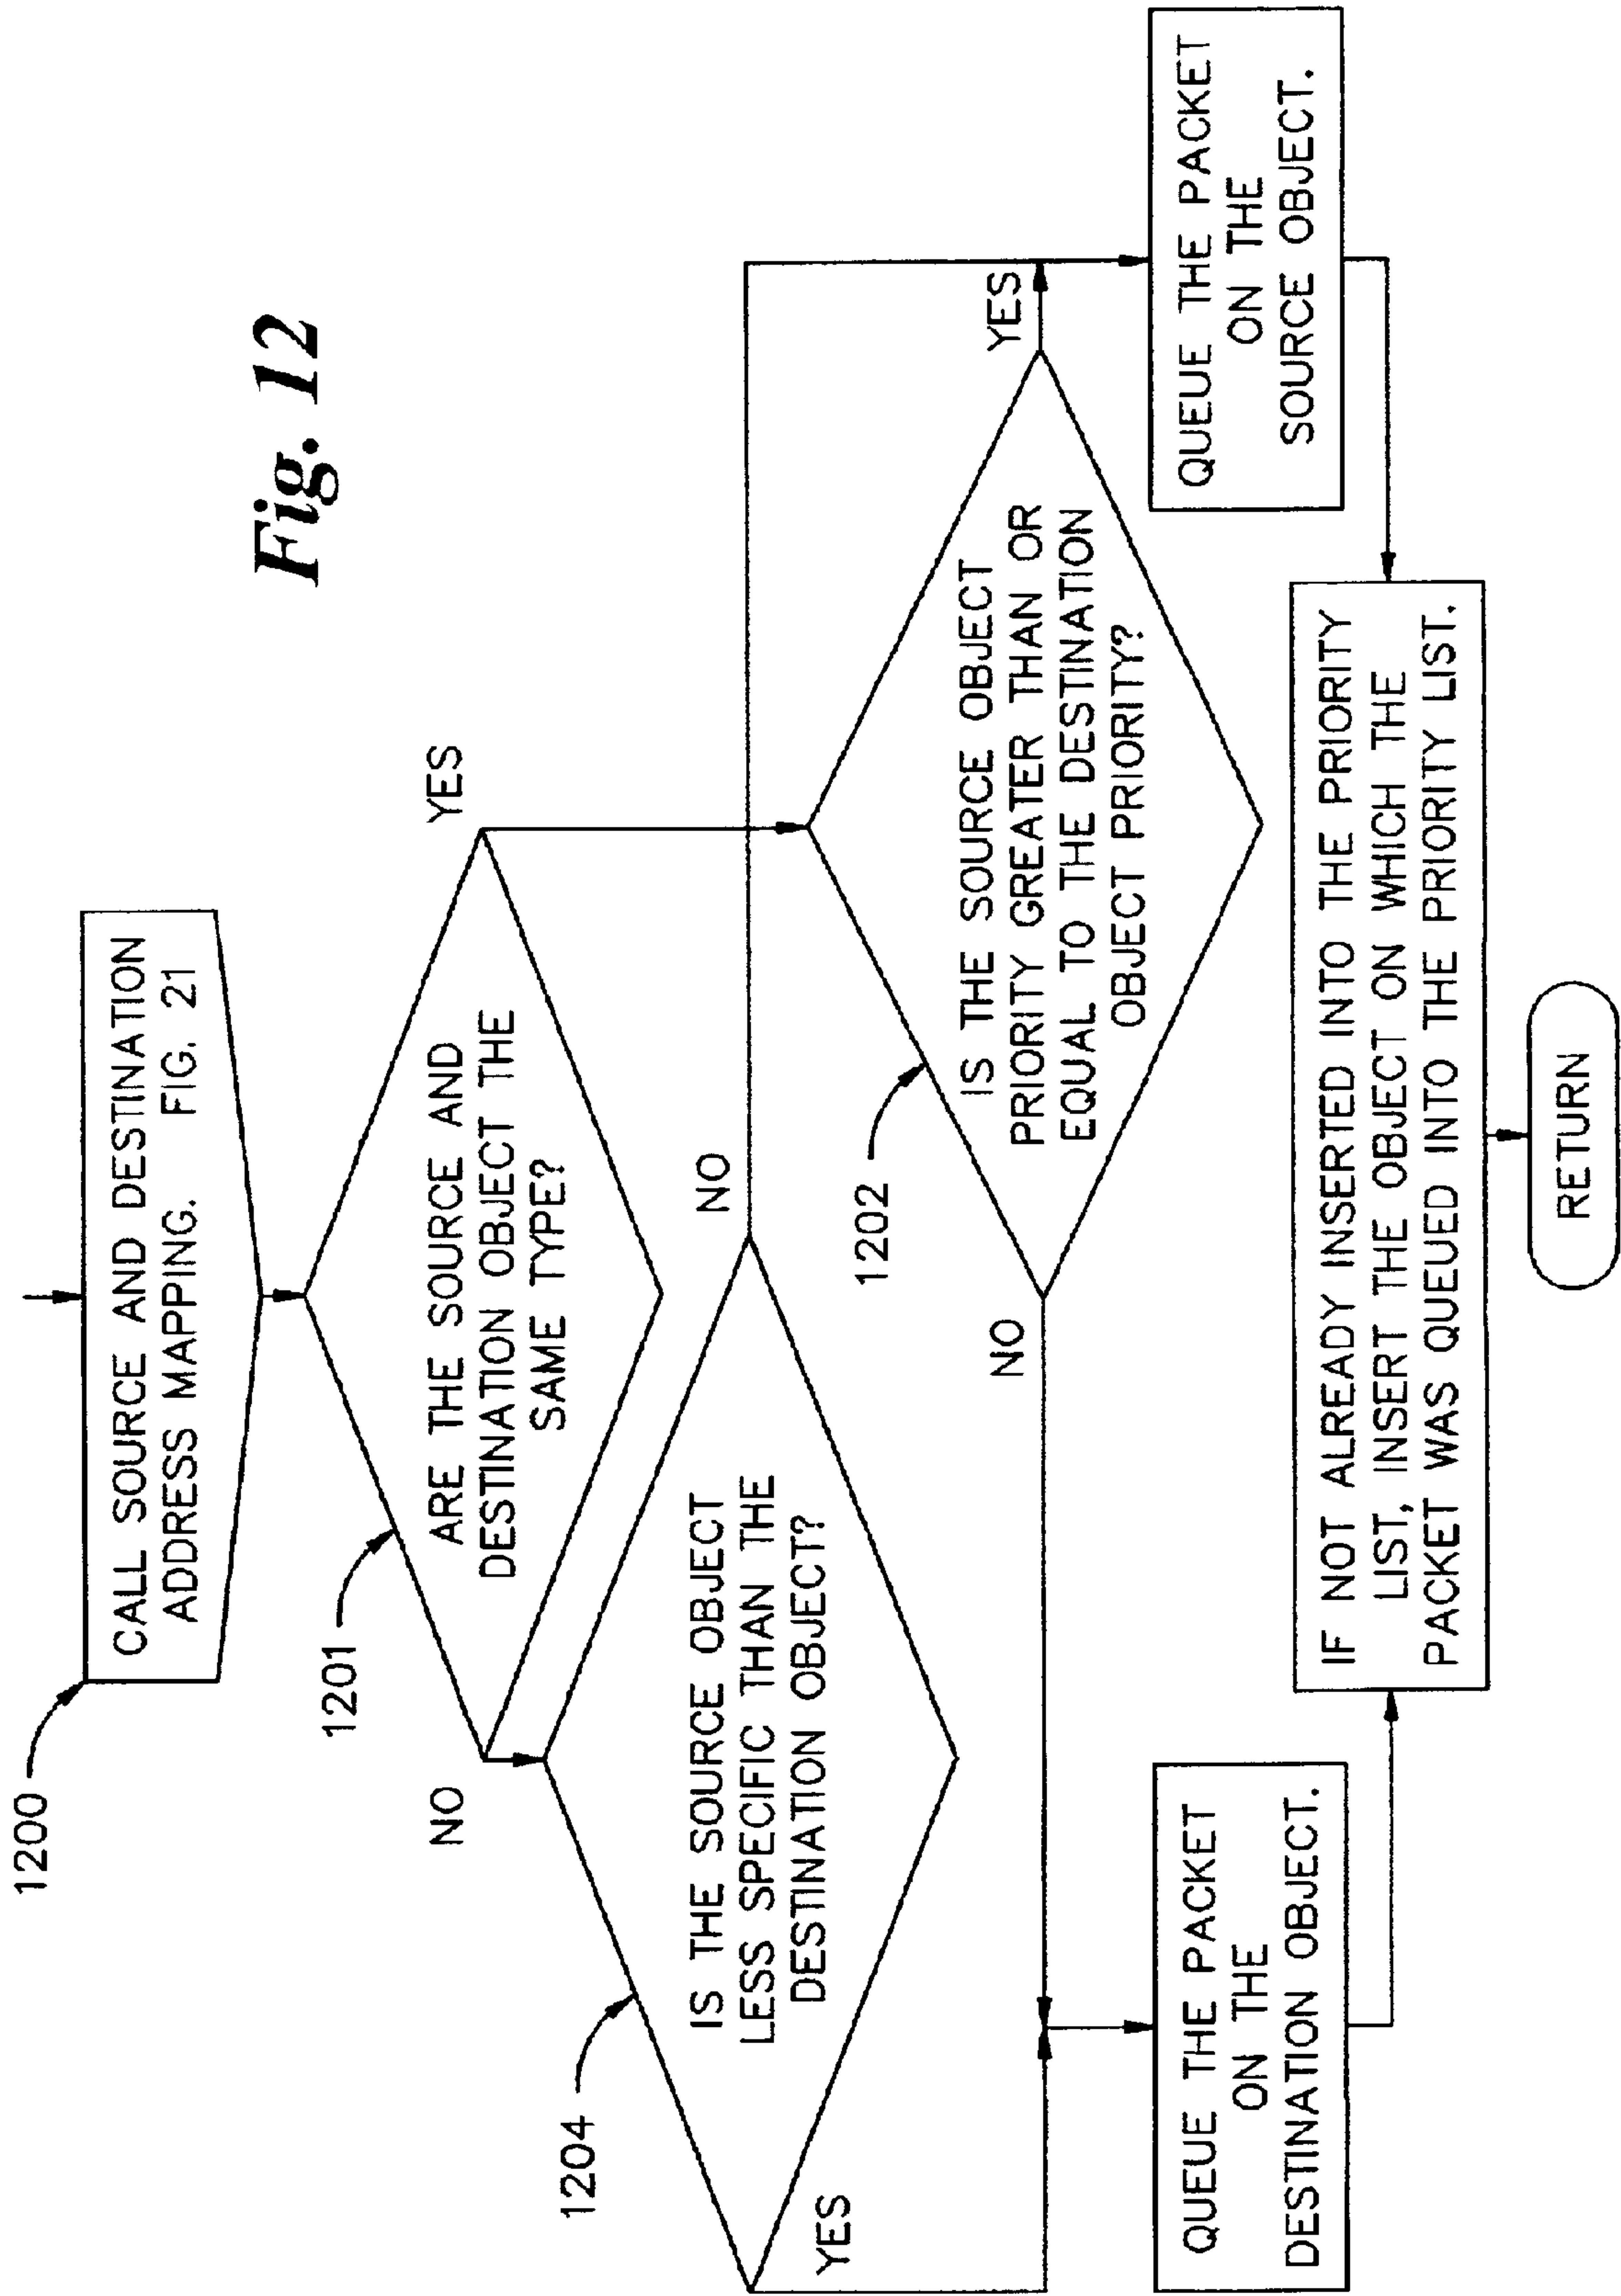 Fig. 12
1200
CALL SOURCE AND DESTINATION
ADDRESS MAPPING. FIG. 21
1201
ARE THE SOURCE AND
DESTINATION OBJECT THE
SAME TYPE?
NO
YES
1204
IS THE SOURCE OBJECT
LESS SPECIFIC THAN THE
DESTINATION OBJECT?
YES
NO
1202
IS THE SOURCE OBJECT
PRIORITY GREATER THAN OR
EQUAL TO THE DESTINATION
OBJECT PRIORITY?
NO
YES
QUEUE THE PACKET
ON THE
DESTINATION OBJECT.
QUEUE THE PACKET
ON THE
SOURCE OBJECT.
IF NOT ALREADY INSERTED INTO THE PRIORITY
LIST, INSERT THE OBJECT ON WHICH THE
PACKET WAS QUEUED INTO THE PRIORITY LIST.
RETURN